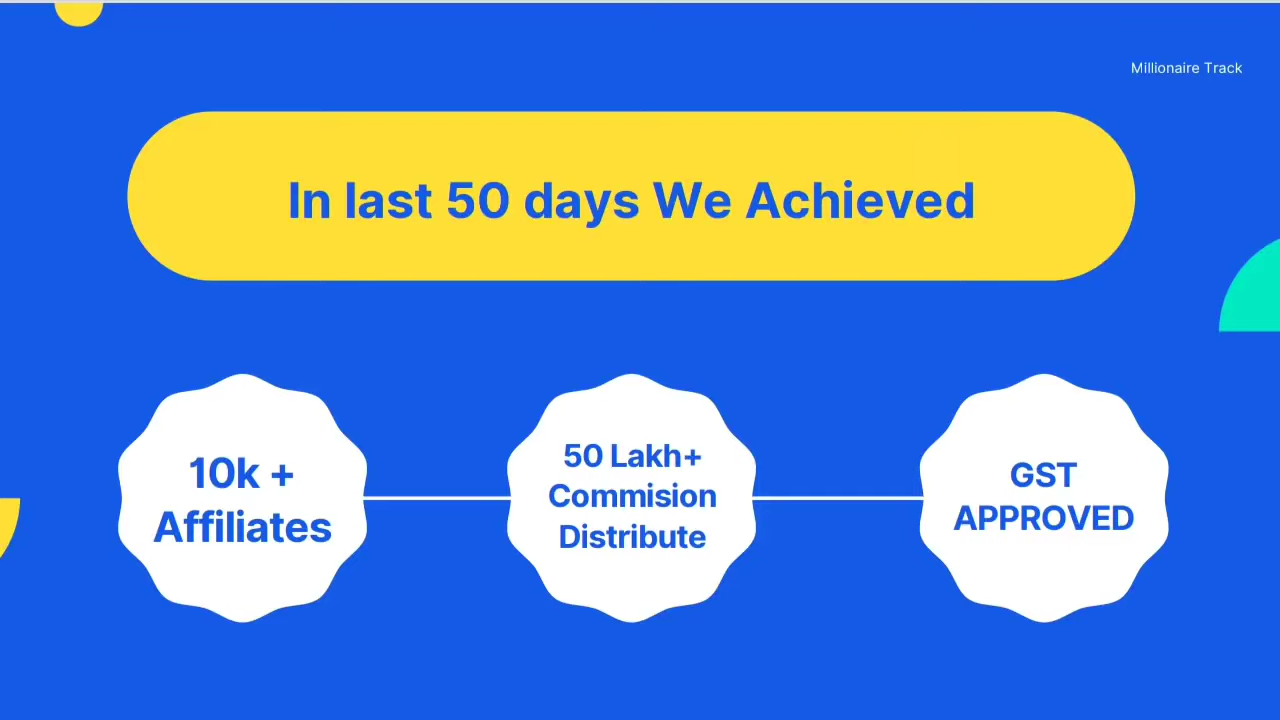 Millionaire Track
In last 50 days We Achieved
10k +
Affiliates
50 Lakh+
Commision
Distribute
GST
APPROVED